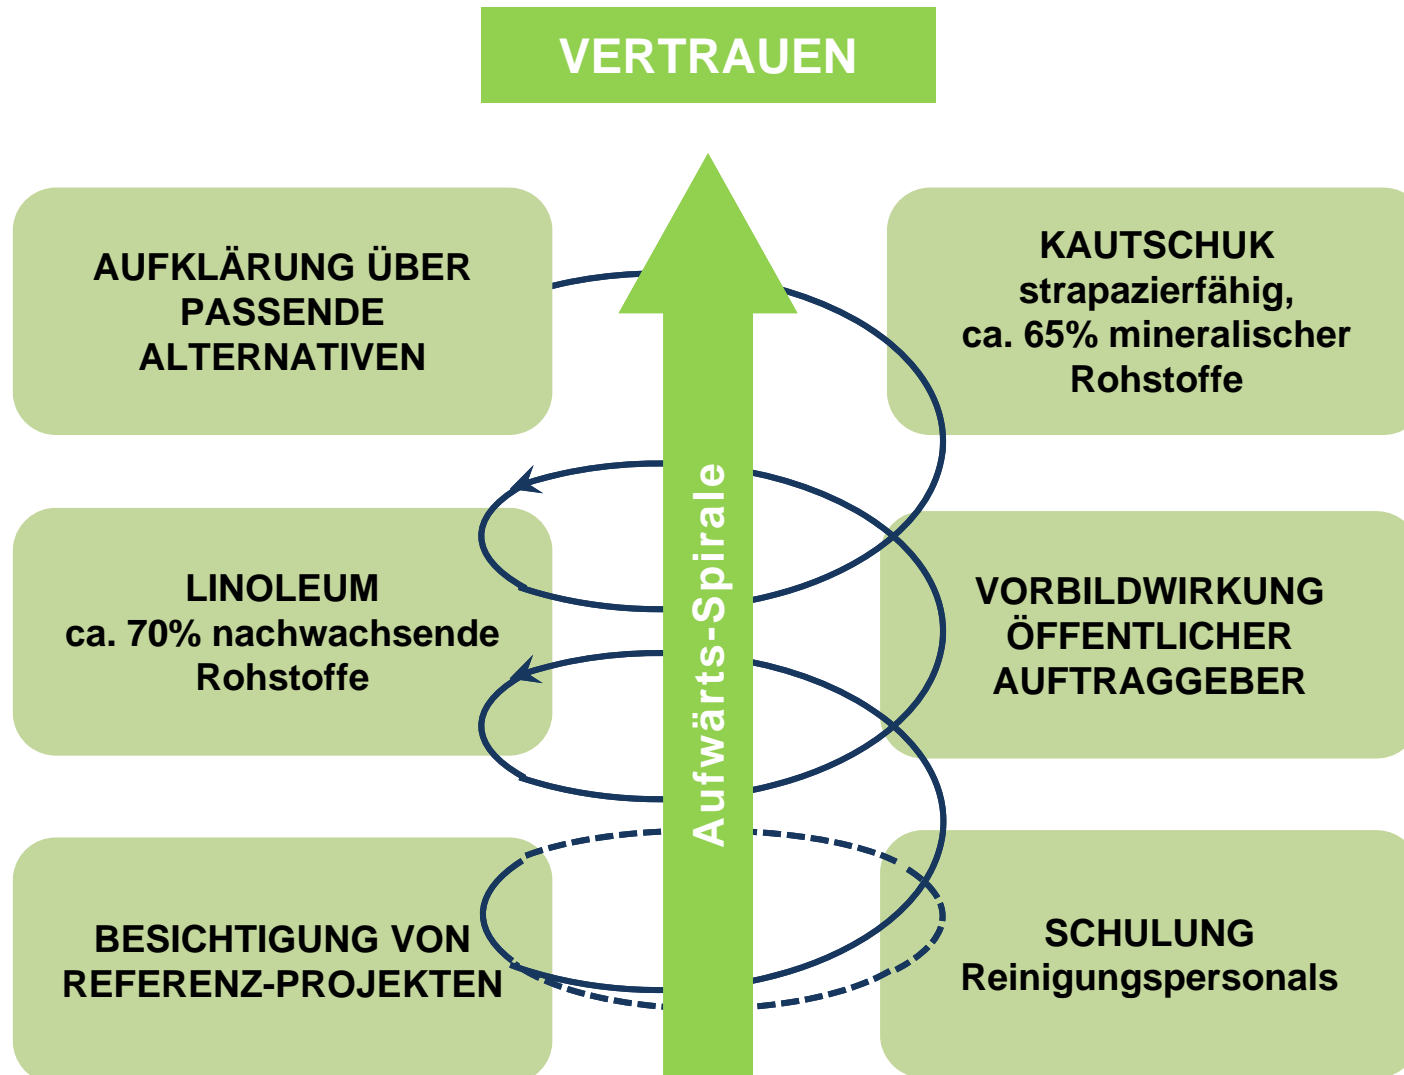 VERTRAUEN
AUFKLÄRUNG ÜBER
PASSENDE
ALTERNATIVEN
KAUTSCHUK
strapazierfähig,
ca. 65% mineralischer
Rohstoffe
Aufwärts-Spirale
LINOLEUM
ca. 70% nachwachsende
Rohstoffe
VORBILDWIRKUNG
ÖFFENTLICHER
AUFTRAGGEBER
BESICHTIGUNG VON
REFERENZ-PROJEKTEN
SCHULUNG
Reinigungspersonals